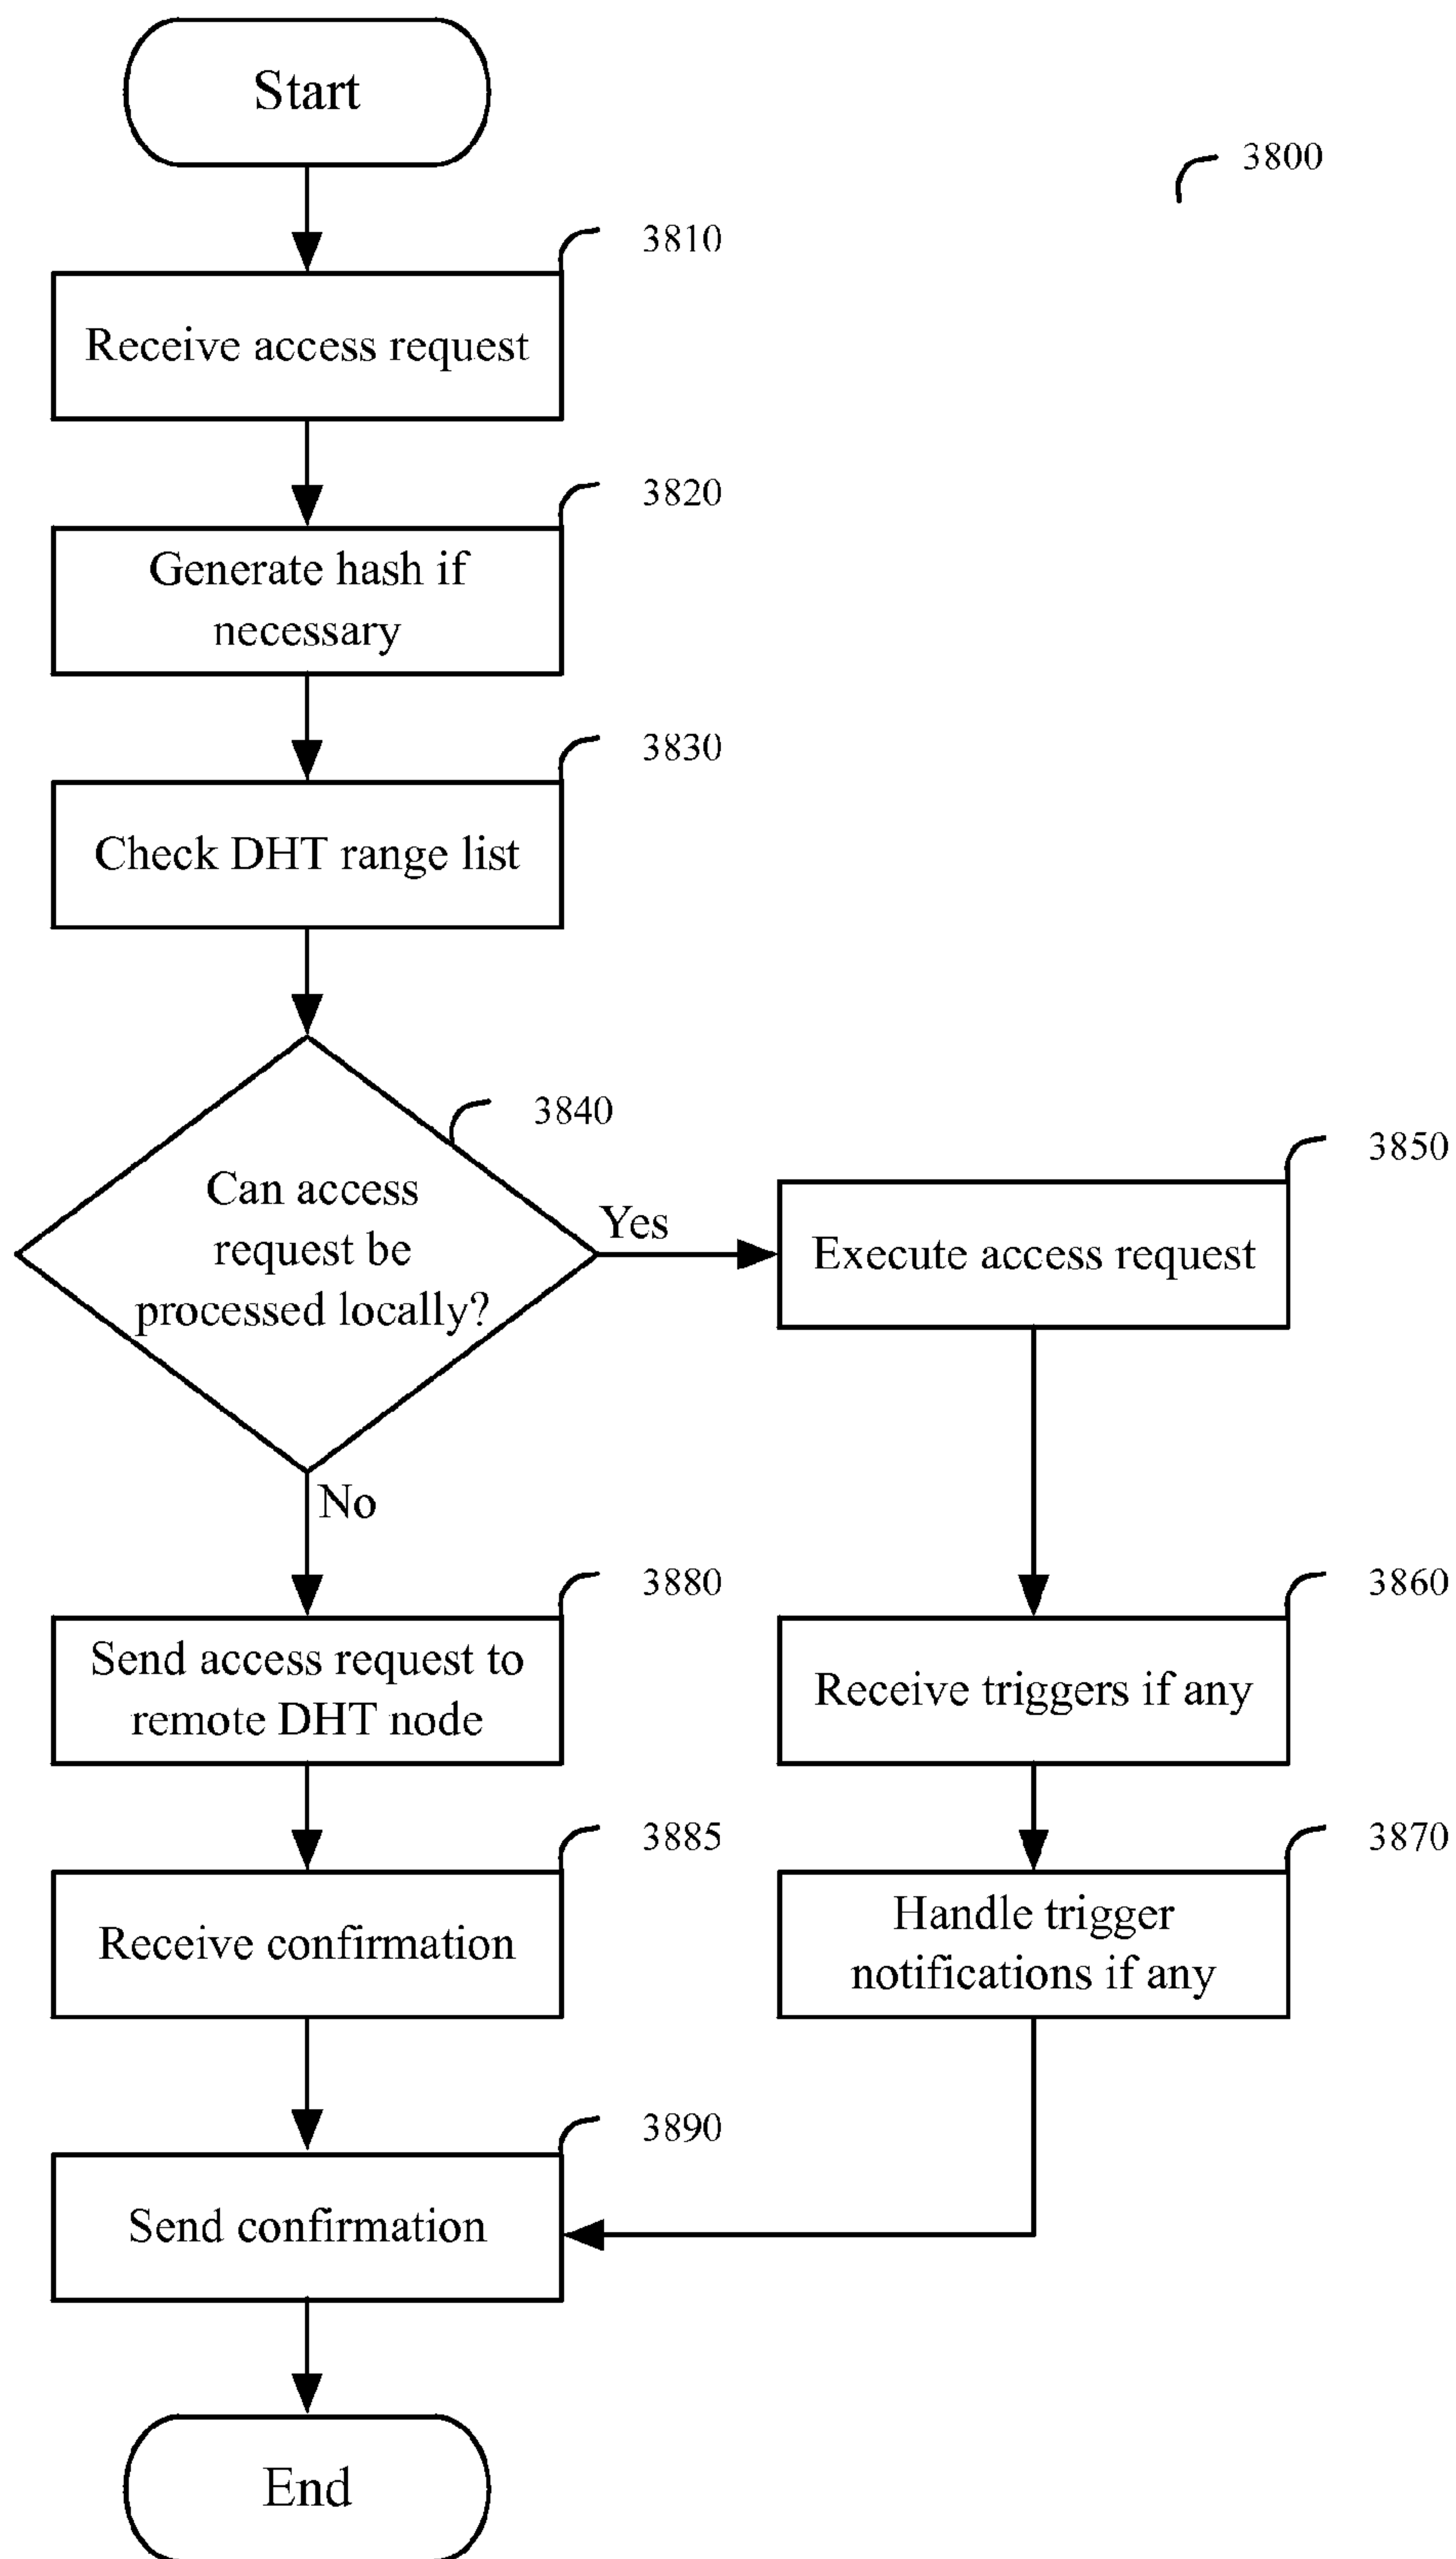 Start
3800
3810
Receive access request
3820
Generate hash if
necessary
3830
Check DHT range list
3840
Can access
request be
processed locally?
Yes
3850
Execute access request
No
3880
Send access request to
remote DHT node
3860
Receive triggers if any
3885
Receive confirmation
3870
Handle trigger
notifications if any
3890
Send confirmation
End